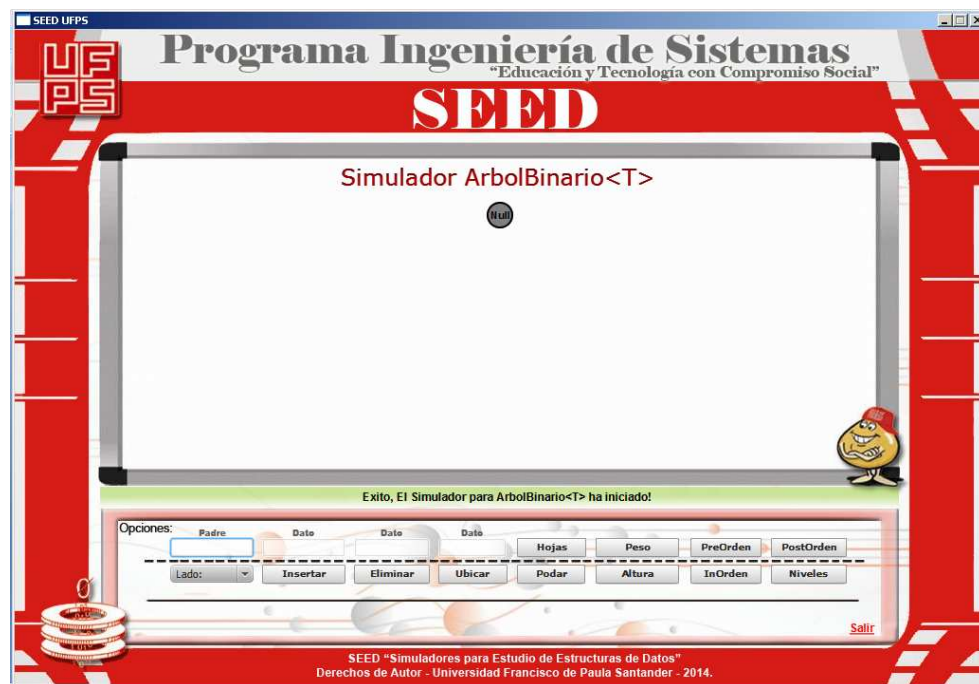 SEED UFPS
UFPS
Programa Ingeniería de Sistemas
“Educación y Tecnología con Compromiso Social”
SEED
Simulador ArbolBinario<T>
Null
Exito, El Simulador para ArbolBinario<T> ha iniciado!
Opciones:
Padre Dato Dato Dato
Hojas Peso PreOrden PostOrden
Lado: Insertar Eliminar Ubicar Podar Altura InOrden Niveles
Salir
SEED “Simuladores para Estudio de Estructuras de Datos”
Derechos de Autor - Universidad Francisco de Paula Santander - 2014.